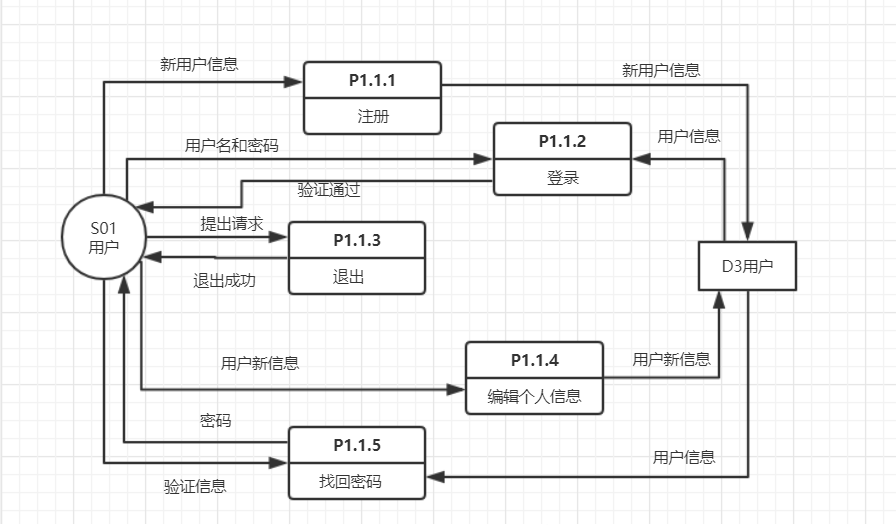 新用户信息
P1.1.1
注册
新用户信息
用户名和密码
P1.1.2
登录
用户信息
验证通过
S01
用户
提出请求
P1.1.3
退出
退出成功
D3用户
用户新信息
P1.1.4
编辑个人信息
用户新信息
密码
P1.1.5
找回密码
验证信息
用户信息